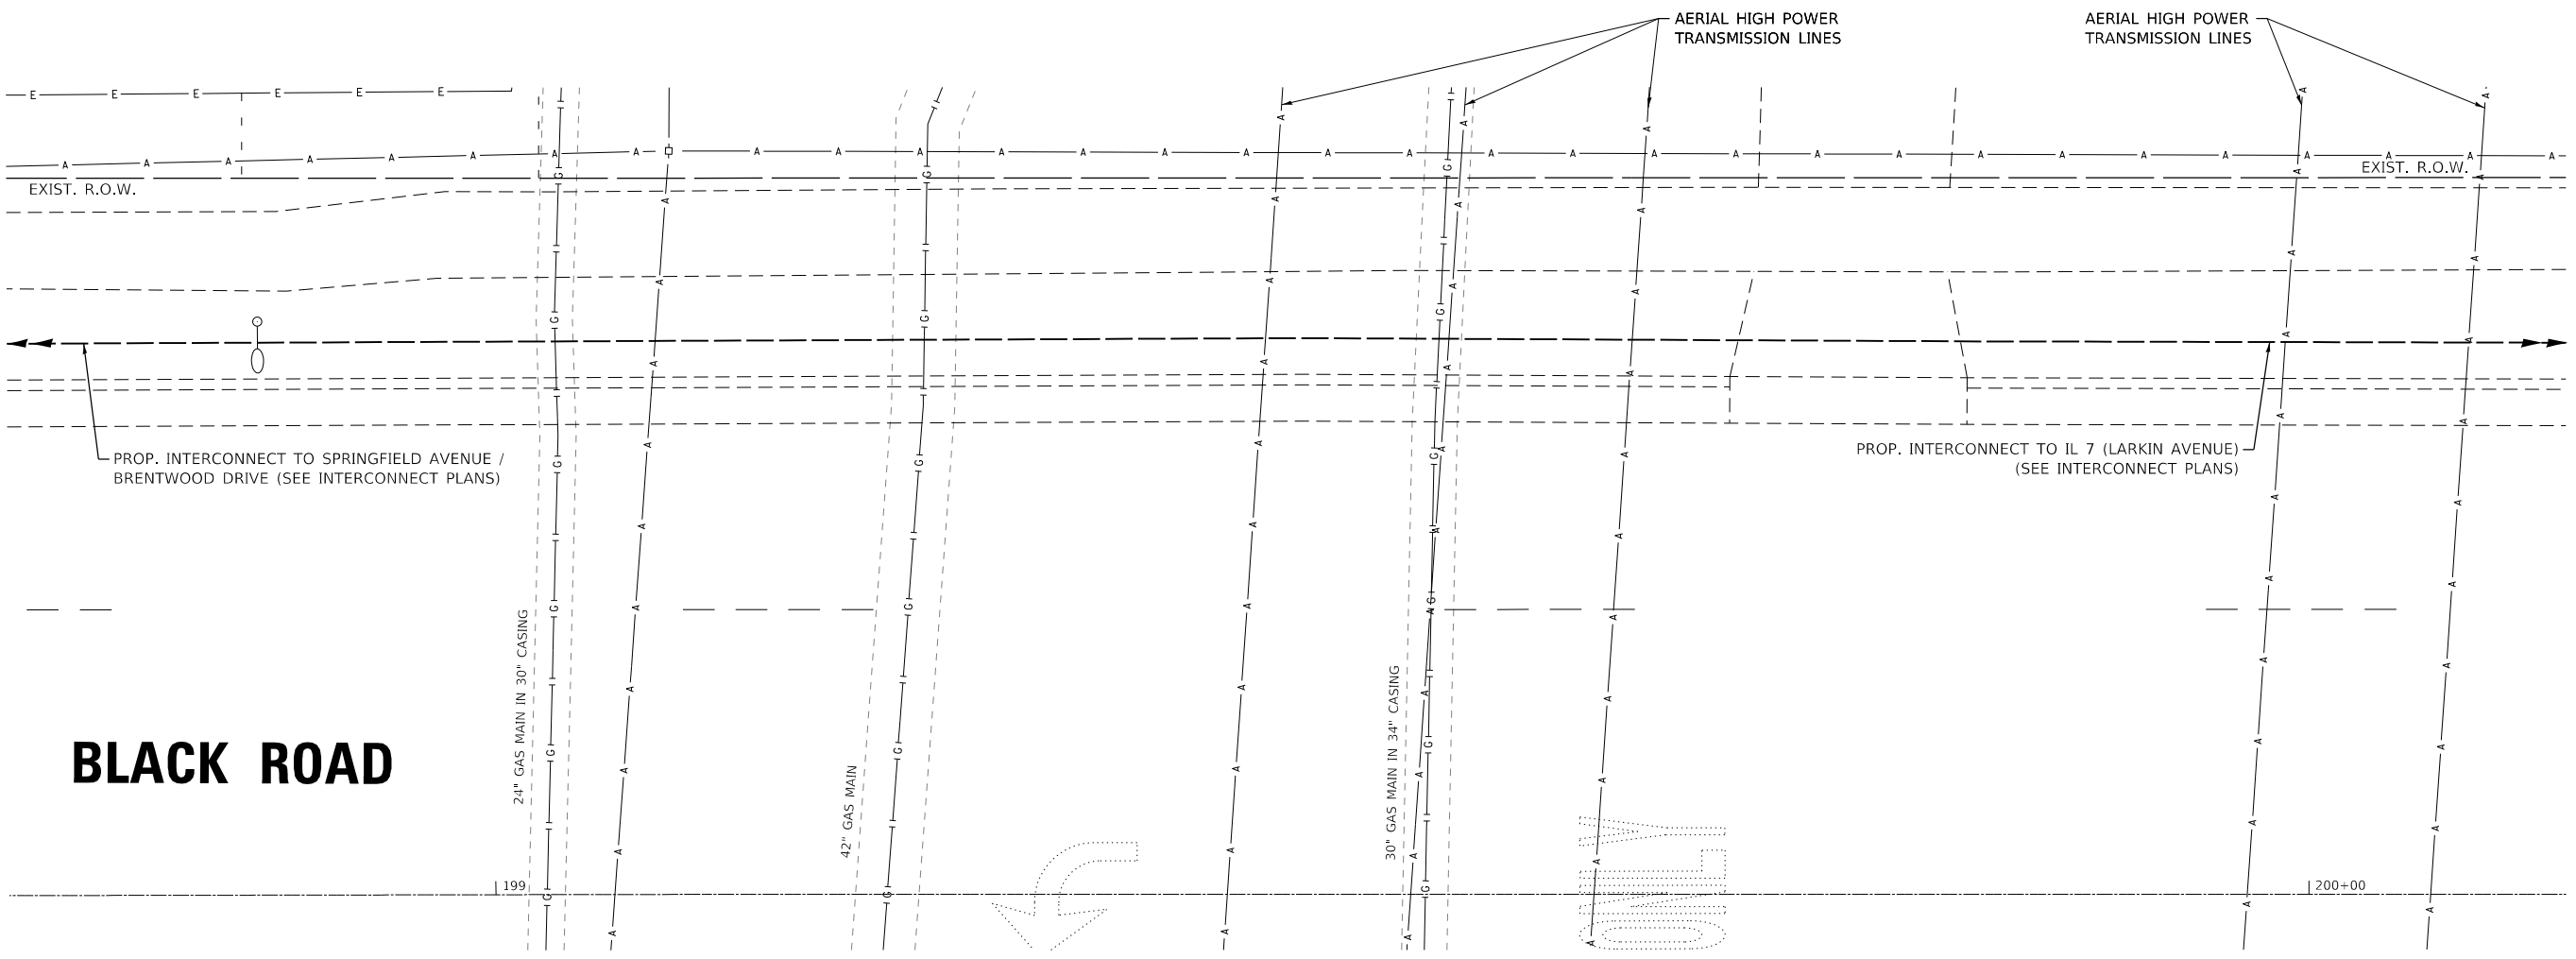 AERIAL HIGH POWER
TRANSMISSION LINES
AERIAL HIGH POWER
TRANSMISSION LINES
EXIST. R.O.W.
EXIST. R.O.W.
PROP. INTERCONNECT TO SPRINGFIELD AVENUE /
BRENTWOOD DRIVE (SEE INTERCONNECT PLANS)
PROP. INTERCONNECT TO IL 7 (LARKIN AVENUE)
(SEE INTERCONNECT PLANS)
24" GAS MAIN IN 30" CASING
42" GAS MAIN
30" GAS MAIN IN 34" CASING
BLACK ROAD
ONLY
199
200+00